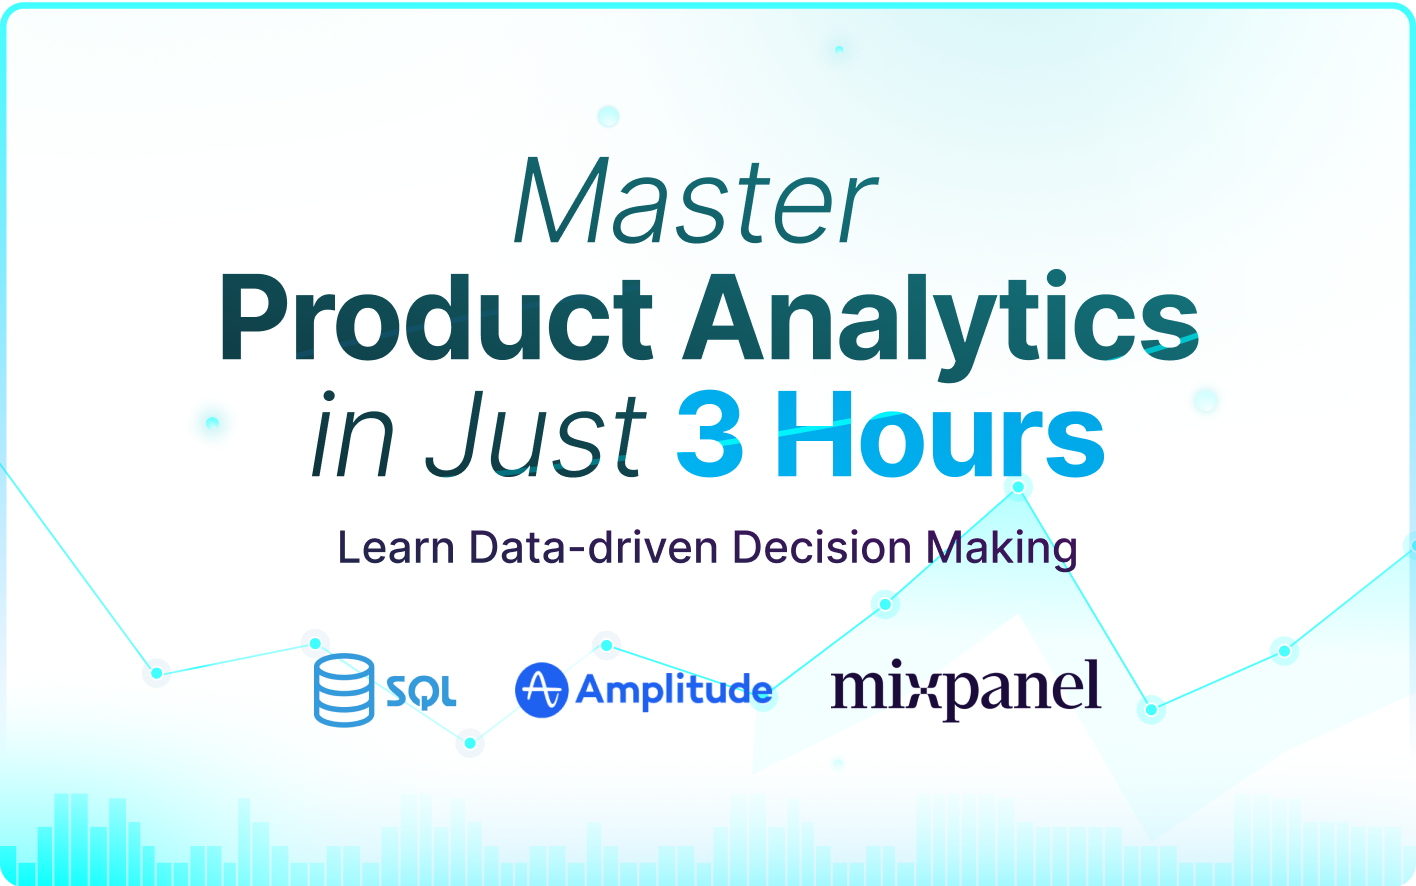 Master
Product Analytics
in Just 3 Hours
Learn Data-driven Decision Making
SQL Amplitude mixpanel